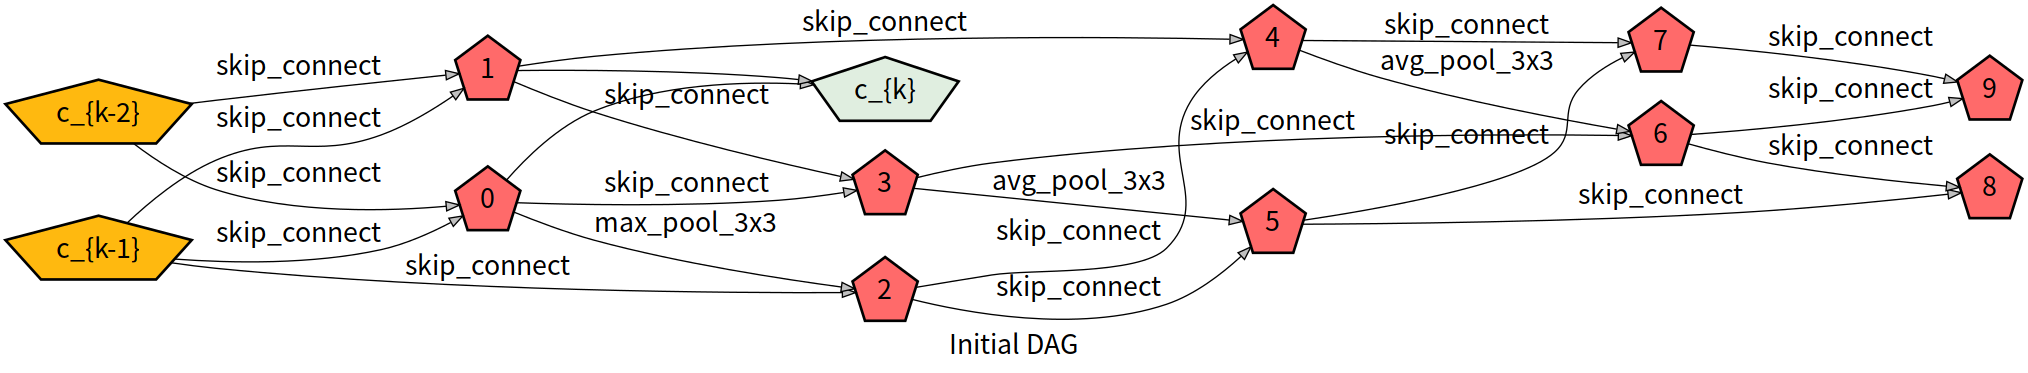 skip_connect
4
skip_connect
7
skip_connect
skip_connect
1
avg_pool_3x3
9
c_{k-2}
skip_connect
skip_connect
c_{k}
skip_connect
skip_connect
skip_connect
6
skip_connect
skip_connect
skip_connect
3
avg_pool_3x3
8
0
max_pool_3x3
skip_connect
5
c_{k-1}
skip_connect
skip_connect
skip_connect
2
skip_connect
Initial DAG